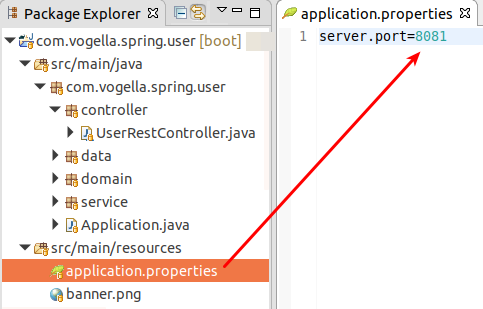 Package Explorer
com.vogella.spring.user [boot]
src/main/java
com.vogella.spring.user
controller
UserRestController.java
data
domain
service
Application.java
src/main/resources
application.properties
banner.png
application.properties
1 server.port=8081